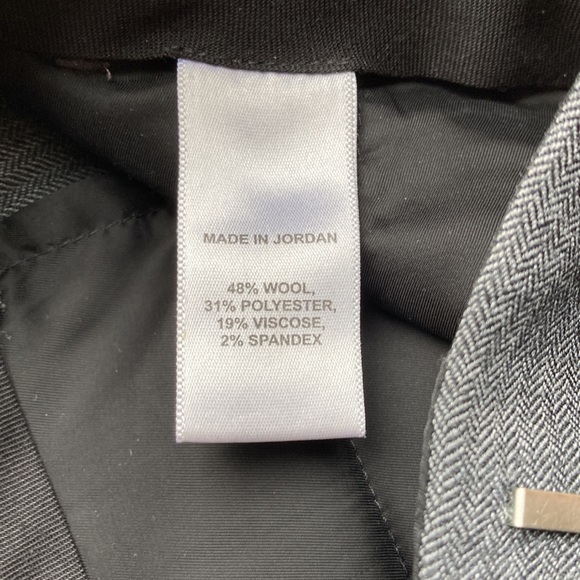 MADE IN JORDAN
48% WOOL,
31% POLYESTER,
19% VISCOSE,
2% SPANDEX